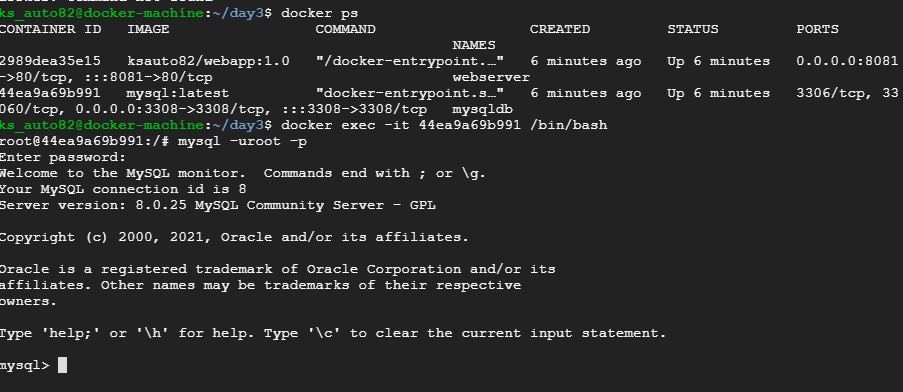 ks_auto82@docker-machine:~/day3$ docker ps
CONTAINER ID   IMAGE                COMMAND                  CREATED         STATUS         PORTS
                                                     NAMES
2989dea35e15   ksauto82/webapp:1.0   "/docker-entrypoint.…"   6 minutes ago   Up 6 minutes   0.0.0.0:8081
->80/tcp, :::8081->80/tcp                            webserver
44ea9a69b991   mysql:latest          "docker-entrypoint.s…"   6 minutes ago   Up 6 minutes   3306/tcp, 33
060/tcp, 0.0.0.0:3308->3308/tcp, :::3308->3308/tcp   mysqldb
ks_auto82@docker-machine:~/day3$ docker exec -it 44ea9a69b991 /bin/bash
root@44ea9a69b991:/# mysql -uroot -p
Enter password:
Welcome to the MySQL monitor.  Commands end with ; or \g.
Your MySQL connection id is 8
Server version: 8.0.25 MySQL Community Server - GPL
Copyright (c) 2000, 2021, Oracle and/or its affiliates.
Oracle is a registered trademark of Oracle Corporation and/or its
affiliates. Other names may be trademarks of their respective
owners.
Type 'help;' or '\h' for help. Type '\c' to clear the current input statement.
mysql>